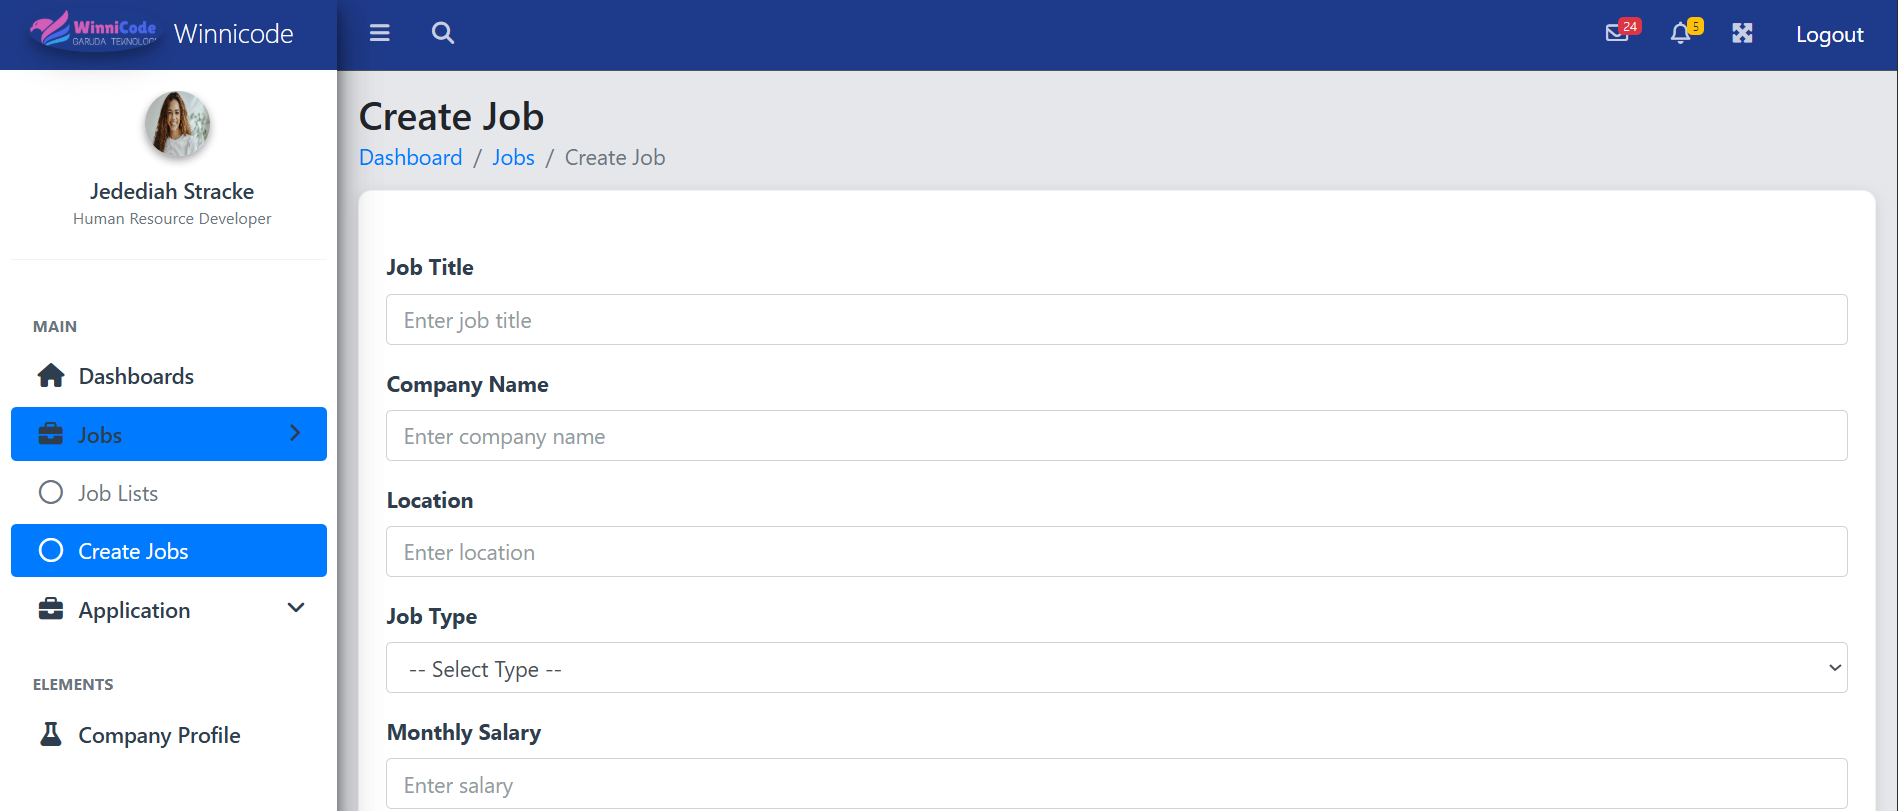 WinniCode
GARUDA TEKNOLOGI
Winnicode
24
5
Logout
Jedediah Stracke
Human Resource Developer
MAIN
Dashboards
Jobs
Job Lists
Create Jobs
Application
ELEMENTS
Company Profile
Create Job
Dashboard / Jobs / Create Job
Job Title
Enter job title
Company Name
Enter company name
Location
Enter location
Job Type
-- Select Type --
Monthly Salary
Enter salary